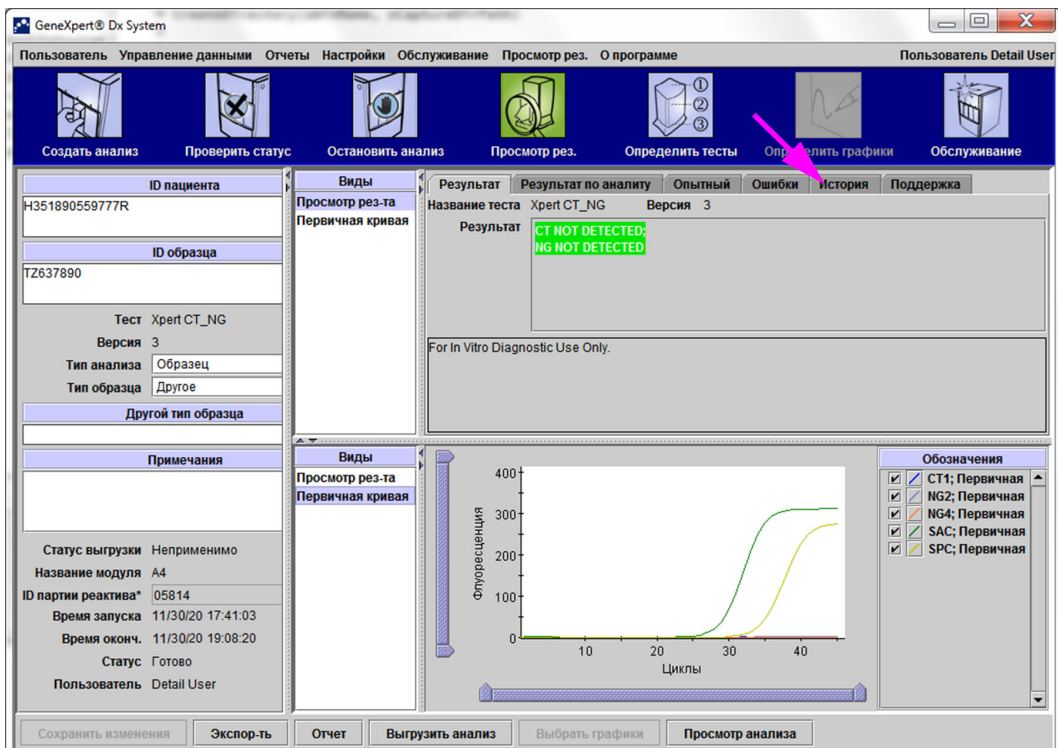 GeneXpert® Dx System
Пользователь Управление данными Отчеты Настройки Обслуживание Просмотр рез. О программе Пользователь Detail User
Создать анализ Проверить статус Остановить анализ Просмотр рез. Определить тесты Определить графики Обслуживание
ID пациента
H351890559777R
ID образца
TZ637890
Тест Xpert CT_NG
Версия 3
Тип анализа Образец
Тип образца Другое
Другой тип образца
Примечания
Статус выгрузки Неприменимо
Название модуля A4
ID партии реактива* 05814
Время запуска 11/30/20 17:41:03
Время оконч. 11/30/20 19:08:20
Статус Готово
Пользователь Detail User
Виды
Просмотр рез-та
Первичная кривая
Результат Результат по аналиту Опытный Ошибки История Поддержка
Название теста Xpert CT_NG Версия 3
Результат CT NOT DETECTED;
NG NOT DETECTED
For In Vitro Diagnostic Use Only.
Виды
Просмотр рез-та
Первичная кривая
400
300
200
100
0
Флуоресценция
10 20 30 40
Циклы
Обозначения
CT1; Первичная
NG2; Первичная
NG4; Первичная
SAC; Первичная
SPC; Первичная
Сохранить изменения Экспор-ть Отчет Выгрузить анализ Выбрать графики Просмотр анализа